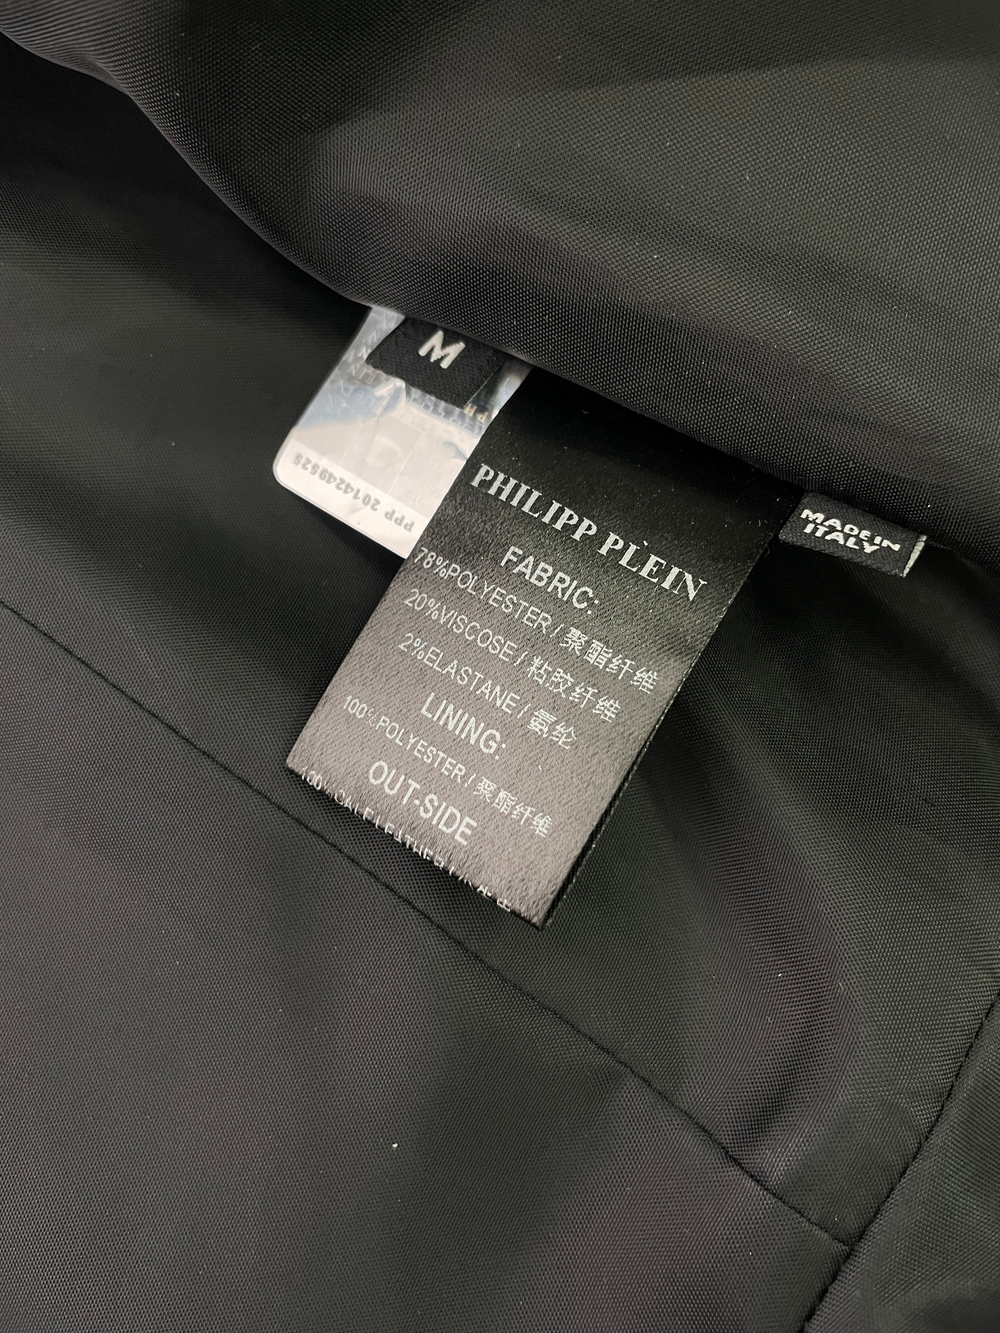 M
PPP 2014249525
PHILIPP PLEIN
FABRIC:
78%POLYESTER / 聚酯纤维
20%VISCOSE / 粘胶纤维
2%ELASTANE / 氨纶
LINING:
100%POLYESTER / 聚酯纤维
OUT-SIDE
MADE IN
ITALY